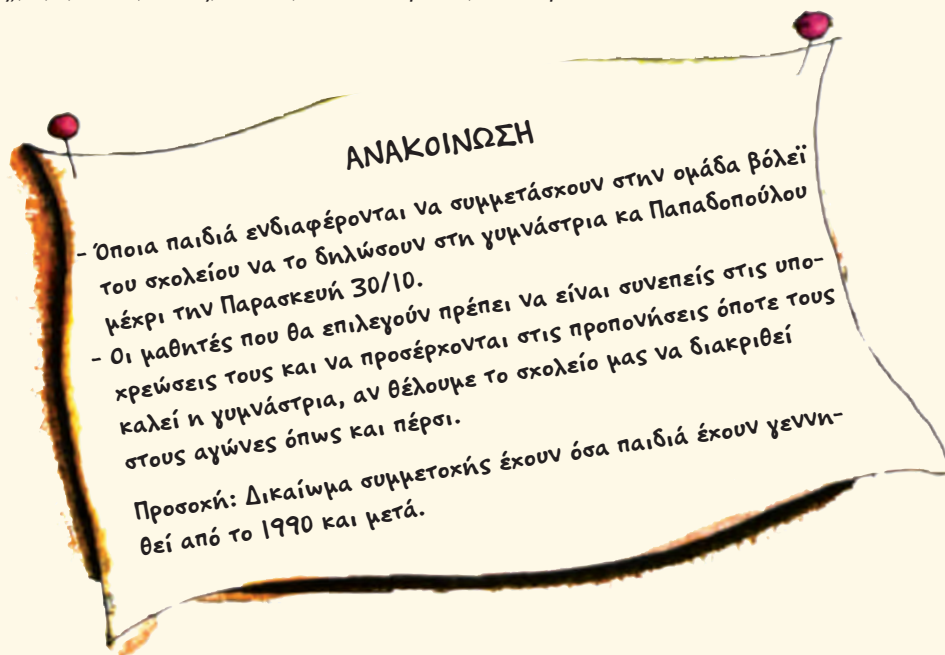 ΑΝΑΚΟΙΝΩΣΗ
- Όποια παιδιά ενδιαφέρονται να συμμετάσχουν στην ομάδα βόλεϊ
του σχολείου να το δηλώσουν στη γυμνάστρια κα Παπαδοπούλου
μέχρι την Παρασκευή 30/10.
- Οι μαθητές που θα επιλεγούν πρέπει να είναι συνεπείς στις υπο-
χρεώσεις τους και να προσέρχονται στις προπονήσεις όποτε τους
καλεί η γυμνάστρια, αν θέλουμε το σχολείο μας να διακριθεί
στους αγώνες όπως και πέρσι.
Προσοχή: Δικαίωμα συμμετοχής έχουν όσα παιδιά έχουν γεννη-
θεί από το 1990 και μετά.